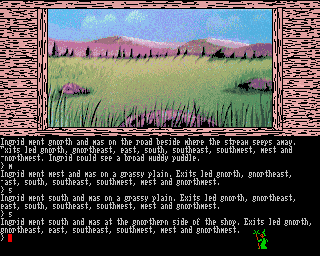 Ingrid went gnorth and was on the road beside where the stream seeps away.
Exits led gnorth, gnortheast, east, south, southeast, southwest, west and
gnorthwest. Ingrid could see a broad muddy puddle.
> w
Ingrid went west and was on a grassy plain. Exits led gnorth, gnortheast,
east, south, southeast, southwest, west and gnorthwest.
> s
Ingrid went south and was on a grassy plain. Exits led gnorth, gnortheast,
east, south, southeast, southwest, west and gnorthwest.
> s
Ingrid went south and was at the gnorthern side of the shop. Exits led gnorth,
gnortheast, east, southeast, southwest, west and gnorthwest.
>